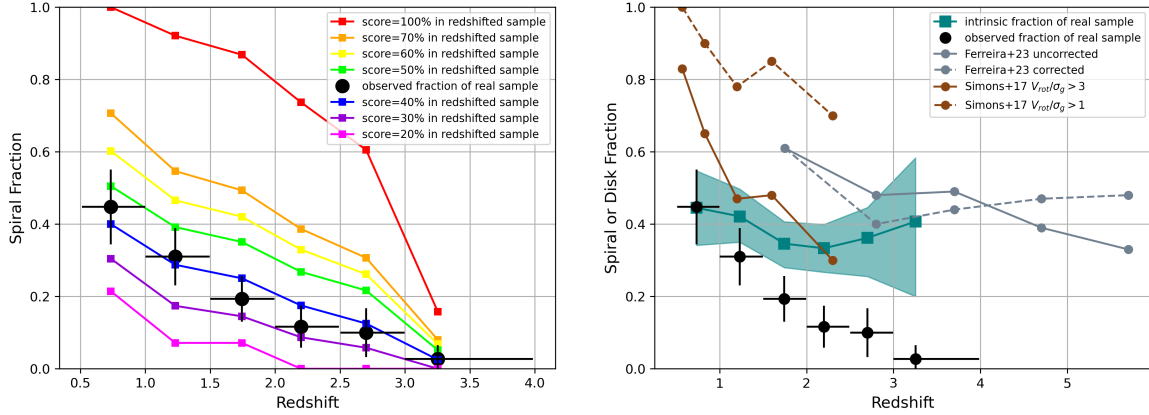 score=100% in redshifted sample
score=70% in redshifted sample
score=60% in redshifted sample
score=50% in redshifted sample
observed fraction of real sample
score=40% in redshifted sample
score=30% in redshifted sample
score=20% in redshifted sample
Spiral Fraction
1.0
0.8
0.6
0.4
0.2
0.0
0.5 1.0 1.5 2.0 2.5 3.0 3.5 4.0
Redshift
intrinsic fraction of real sample
observed fraction of real sample
Ferreira+23 uncorrected
Ferreira+23 corrected
Simons+17 V_rot/σ_g > 3
Simons+17 V_rot/σ_g > 1
Spiral or Disk Fraction
1.0
0.8
0.6
0.4
0.2
0.0
1 2 3 4 5
Redshift